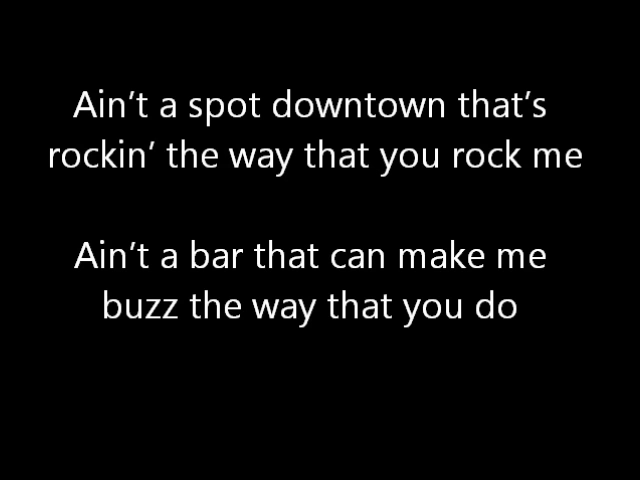 Ain’t a spot downtown that’s
rockin’ the way that you rock me
Ain’t a bar that can make me
buzz the way that you do